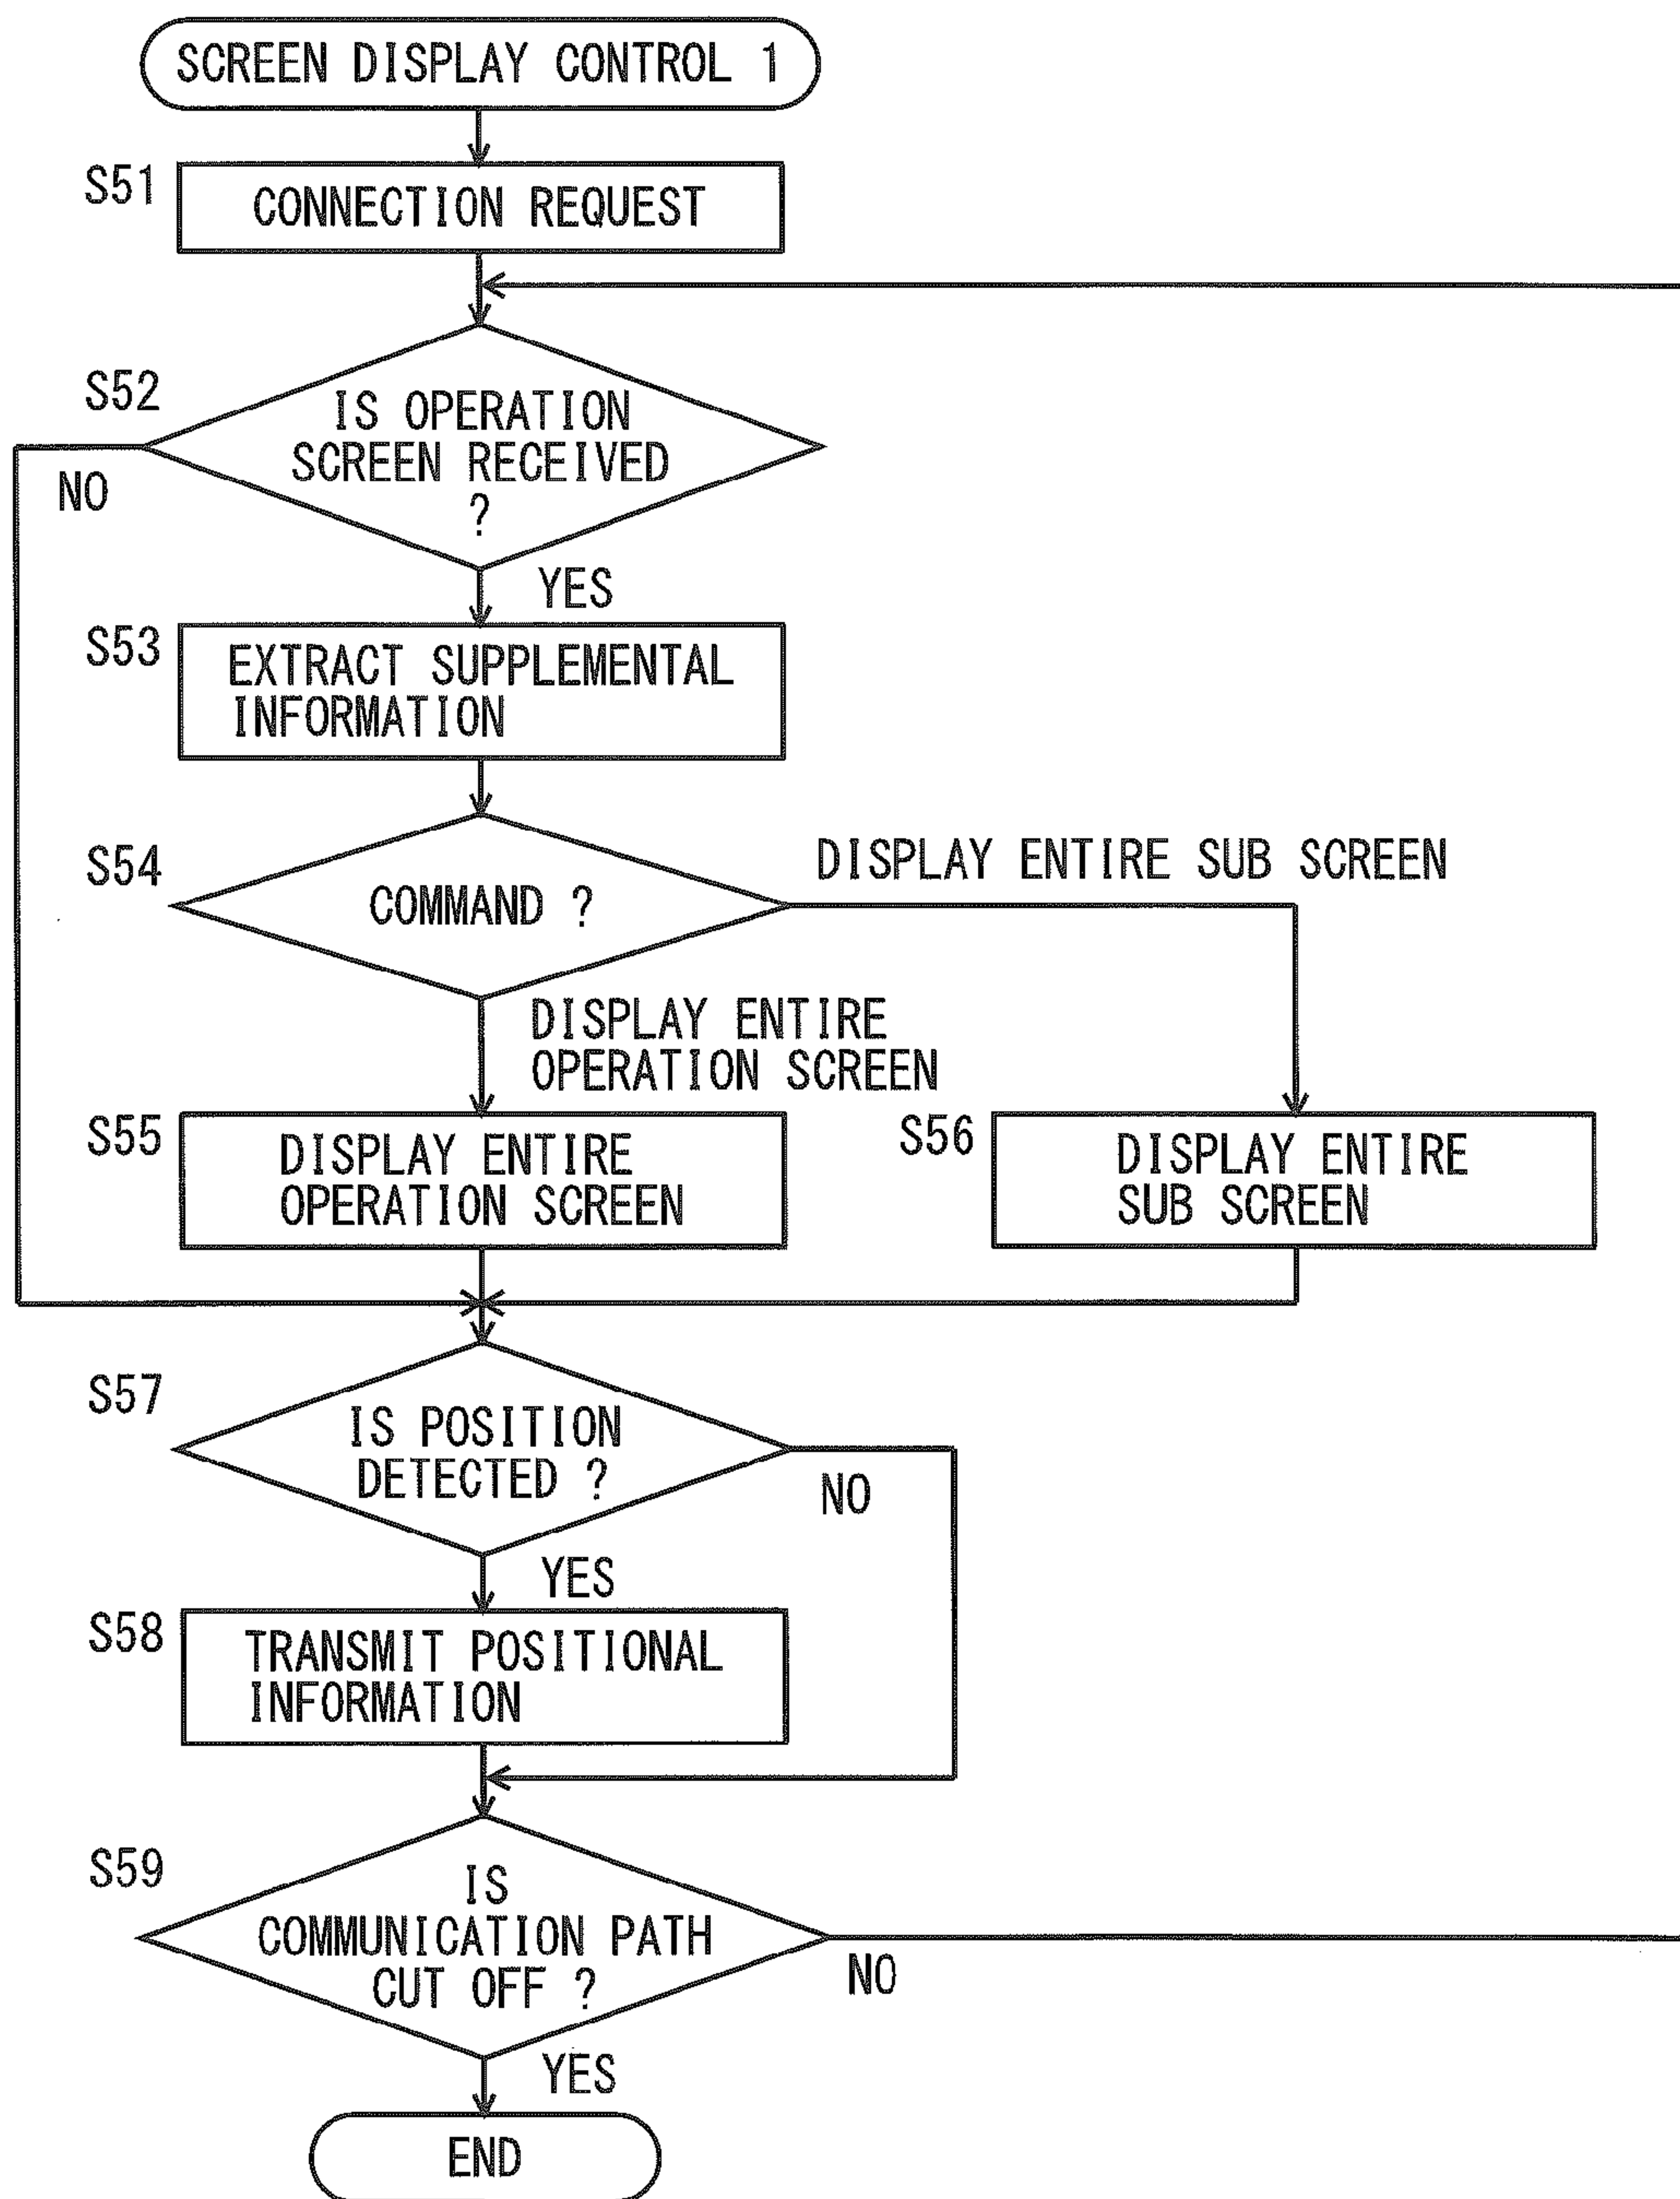 SCREEN DISPLAY CONTROL 1
S51
CONNECTION REQUEST
S52
IS OPERATION
SCREEN RECEIVED
?
NO
YES
S53
EXTRACT SUPPLEMENTAL
INFORMATION
S54
COMMAND ?
DISPLAY ENTIRE SUB SCREEN
DISPLAY ENTIRE
OPERATION SCREEN
S55
DISPLAY ENTIRE
OPERATION SCREEN
S56
DISPLAY ENTIRE
SUB SCREEN
S57
IS POSITION
DETECTED ?
NO
YES
S58
TRANSMIT POSITIONAL
INFORMATION
S59
IS
COMMUNICATION PATH
CUT OFF ?
NO
YES
END